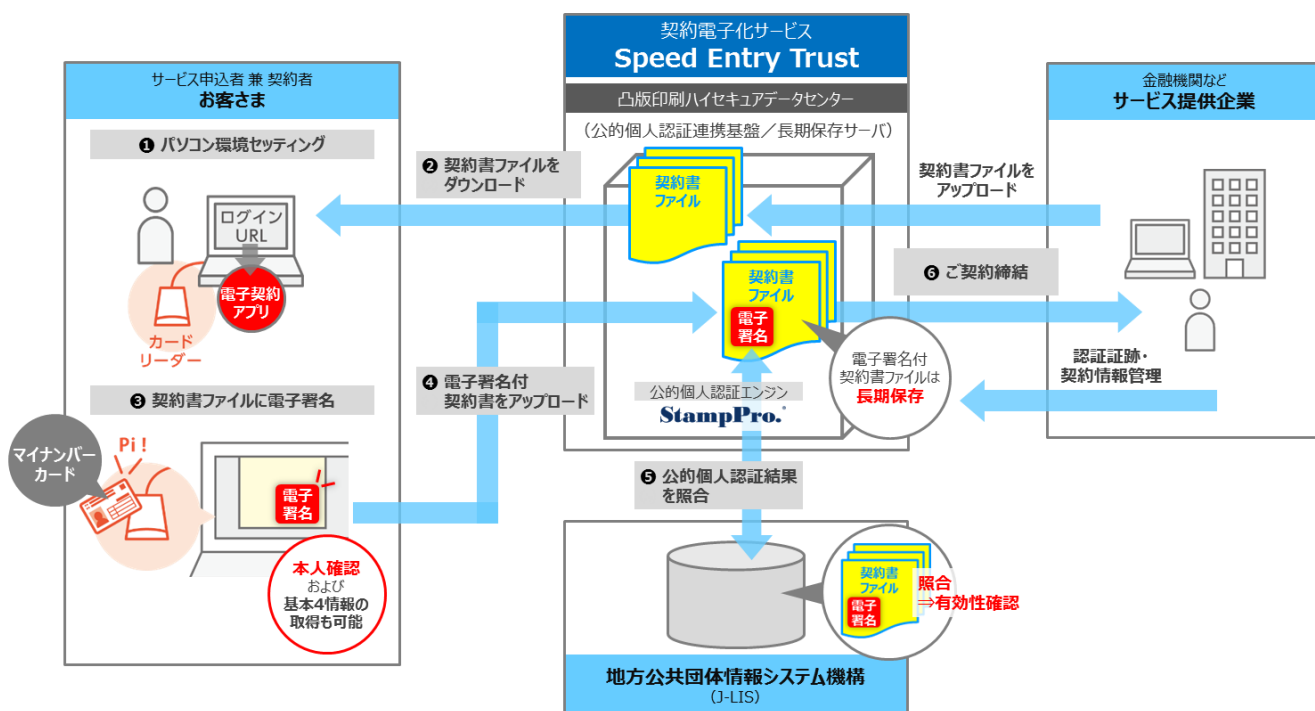 契約電子化サービス
Speed Entry Trust
凸版印刷ハイセキュアデータセンター
（公的個人認証連携基盤／長期保存サーバ）
サービス申込者 兼 契約者
お客さま
❶ パソコン環境セッティング
ログイン
URL
電子契約
アプリ
カード
リーダー
❷ 契約書ファイルを
ダウンロード
契約書
ファイル
契約書ファイルを
アップロード
金融機関など
サービス提供企業
❸ 契約書ファイルに電子署名
マイナンバー
カード
Pi！
電子
署名
本人確認
および
基本4情報の
取得も可能
❹ 電子署名付
契約書をアップロード
契約書
ファイル
電子
署名
公的個人認証エンジン
StampPro.
電子署名付
契約書ファイルは
長期保存
❺ 公的個人認証結果
を照合
❻ ご契約締結
認証証跡・
契約情報管理
契約書
ファイル
電子
署名
照合
⇒有効性確認
地方公共団体情報システム機構
（J-LIS）